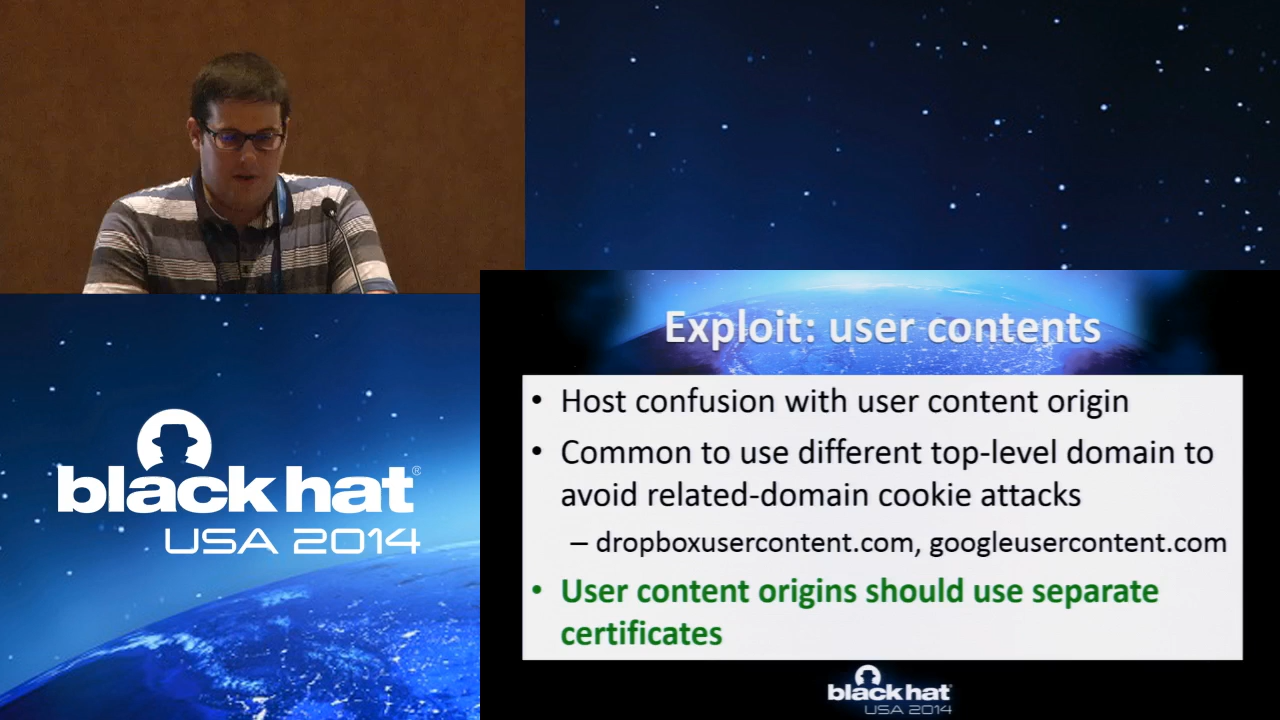 Exploit: user contents
• Host confusion with user content origin
• Common to use different top-level domain to
avoid related-domain cookie attacks
– dropboxusercontent.com, googleusercontent.com
• User content origins should use separate
certificates
black hat®
USA 2014
black hat
USA 2014